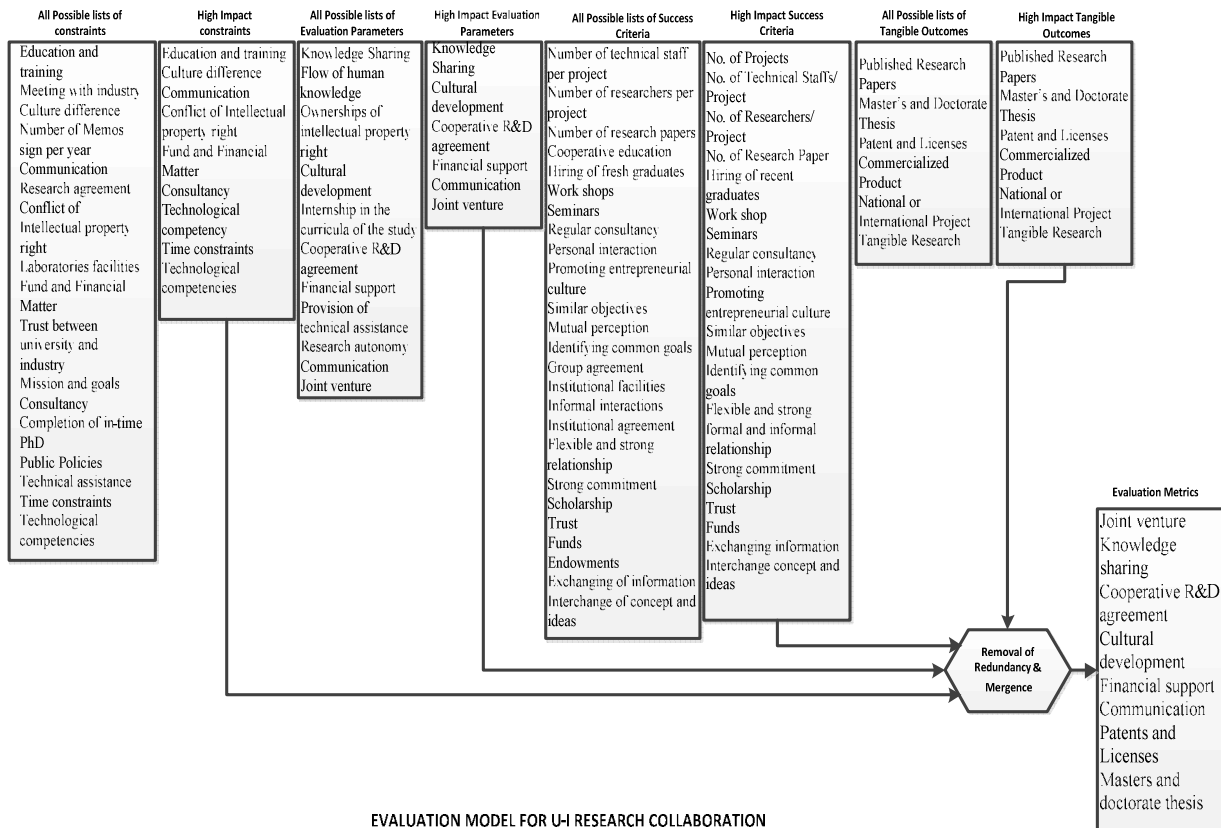 All Possible lists of
constraints
Education and
training
Meeting with industry
Culture difference
Number of Memos
sign per year
Communication
Research agreement
Conflict of
Intellectual property
right
Laboratories facilities
Fund and Financial
Matter
Trust between
university and
industry
Mission and goals
Consultancy
Completion of in-time
PhD
Public Policies
Technical assistance
Time constraints
Technological
competencies
High Impact
constraints
Education and training
Culture difference
Communication
Conflict of Intellectual
property right
Fund and Financial
Matter
Consultancy
Technological
competency
Time constraints
Technological
competencies
All Possible lists of
Evaluation Parameters
Knowledge Sharing
Flow of human
knowledge
Ownerships of
intellectual property
right
Cultural
development
Internship in the
curricula of the study
Cooperative R&D
agreement
Financial support
Provision of
technical assistance
Research autonomy
Communication
Joint venture
High Impact Evaluation
Parameters
Knowledge
Sharing
Cultural
development
Cooperative R&D
agreement
Financial support
Communication
Joint venture
All Possible lists of Success
Criteria
Number of technical staff
per project
Number of researchers per
project
Number of research papers
Cooperative education
Hiring of fresh graduates
Work shops
Seminars
Regular consultancy
Personal interaction
Promoting entrepreneurial
culture
Similar objectives
Mutual perception
Identifying common goals
Group agreement
Institutional facilities
Informal interactions
Institutional agreement
Flexible and strong
relationship
Strong commitment
Scholarship
Trust
Funds
Endowments
Exchanging of information
Interchange of concept and
ideas
High Impact Success
Criteria
No. of Projects
No. of Technical Staffs/
Project
No. of Researchers/
Project
No. of Research Paper
Hiring of recent
graduates
Work shop
Seminars
Regular consultancy
Personal interaction
Promoting
entrepreneurial culture
Similar objectives
Mutual perception
Identifying common
goals
Flexible and strong
formal and informal
relationship
Strong commitment
Scholarship
Trust
Funds
Exchanging information
Interchange concept and
ideas
All Possible lists of
Tangible Outcomes
Published Research
Papers
Master's and Doctorate
Thesis
Patent and Licenses
Commercialized
Product
National or
International Project
Tangible Research
High Impact Tangible
Outcomes
Published Research
Papers
Master's and Doctorate
Thesis
Patent and Licenses
Commercialized
Product
National or
International Project
Tangible Research
Removal of
Redundancy &
Mergence
Evaluation Metrics
Joint venture
Knowledge
sharing
Cooperative R&D
agreement
Cultural
development
Financial support
Communication
Patents and
Licenses
Masters and
doctorate thesis
EVALUATION MODEL FOR U-I RESEARCH COLLABORATION